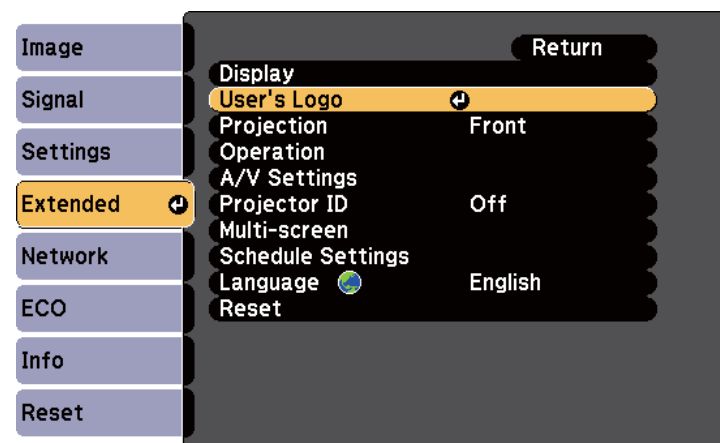 Image
Signal
Settings
Extended
Network
ECO
Info
Reset
Return
Display
User's Logo
Projection Front
Operation
A/V Settings
Projector ID Off
Multi-screen
Schedule Settings
Language English
Reset